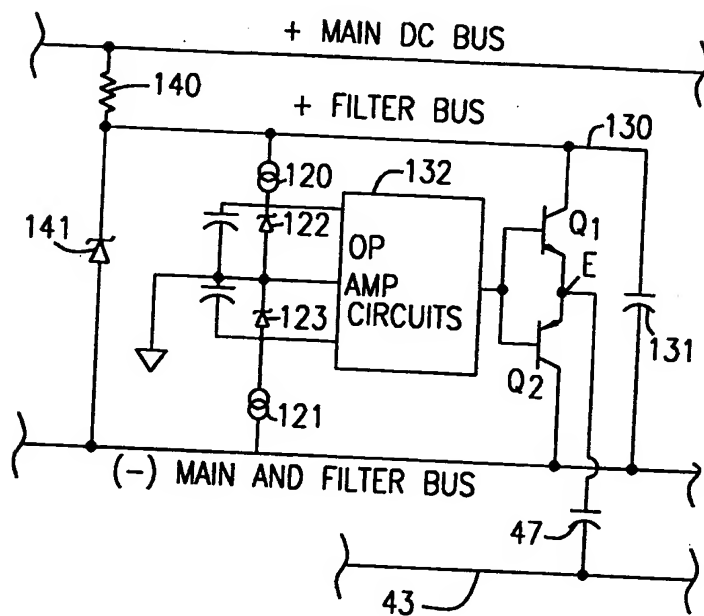 + MAIN DC BUS
140
+ FILTER BUS
130
120
132
141
122
Q1
OP
AMP
CIRCUITS
E
123
131
Q2
121
(-) MAIN AND FILTER BUS
47
43